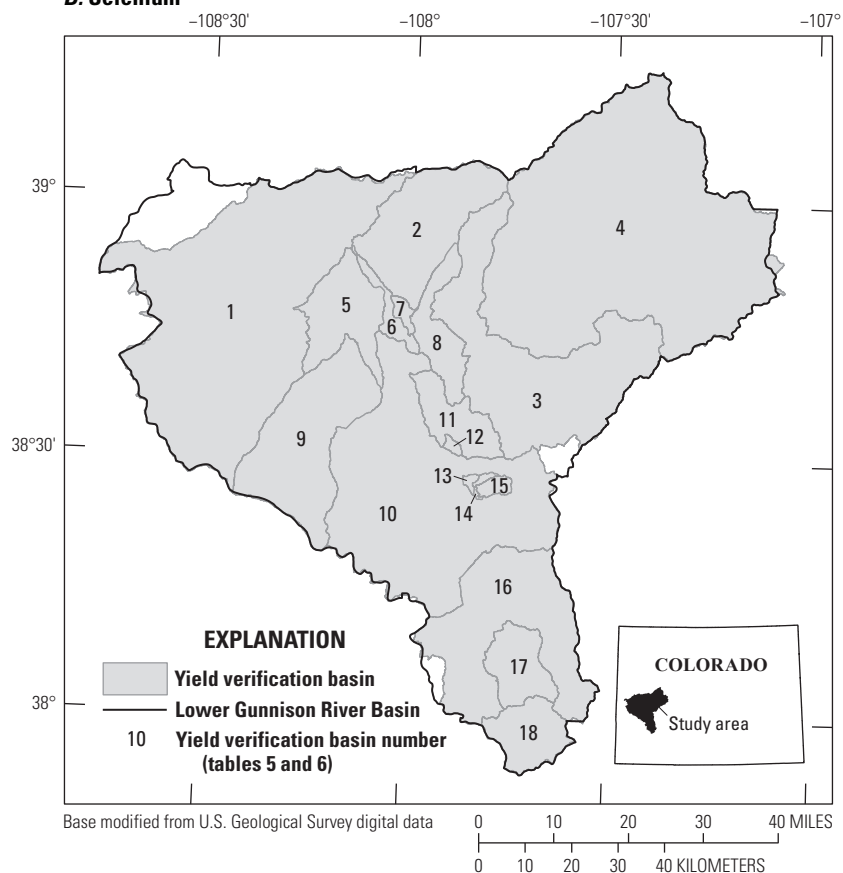 B. Selenium
–108°30'
–108°
–107°30'
–107°
39°
38°30'
38°
1
2
3
4
5
6
7
8
9
10
11
12
13
14
15
16
17
18
EXPLANATION
Yield verification basin
Lower Gunnison River Basin
10 Yield verification basin number
(tables 5 and 6)
COLORADO
Study area
Base modified from U.S. Geological Survey digital data
0 10 20 30 40 MILES
0 10 20 30 40 KILOMETERS